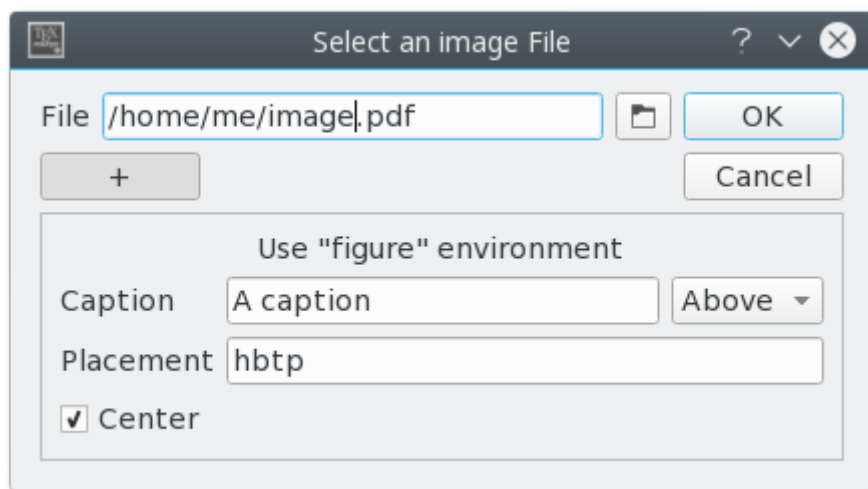 TEX
Select an image File ?
File /home/me/image.pdf OK
+ Cancel
Use "figure" environment
Caption A caption Above
Placement hbtp
Center